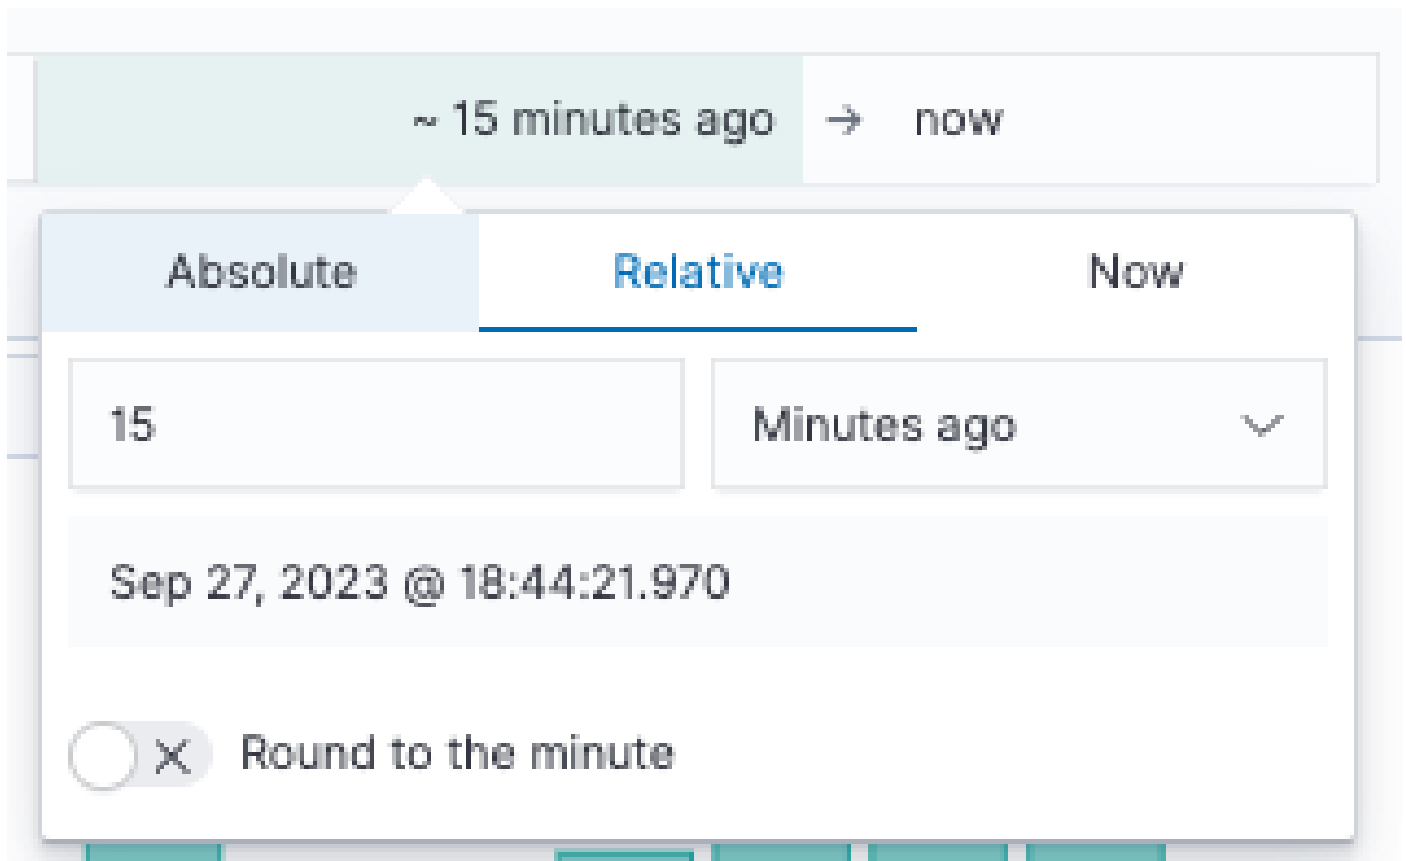 ~ 15 minutes ago → now
Absolute Relative Now
15 Minutes ago
Sep 27, 2023 @ 18:44:21.970
Round to the minute